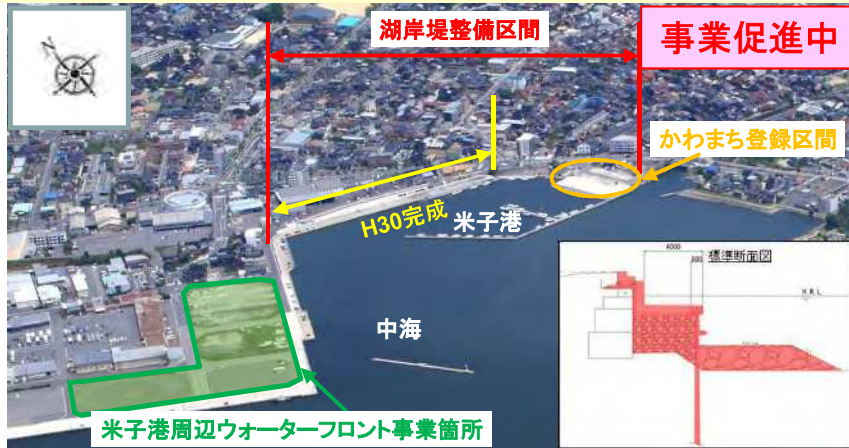 湖岸堤整備区間
事業促進中
N
かわまち登録区間
H30完成
米子港
4000
標準断面図
H.W.L.
中海
米子港周辺ウォーターフロント事業箇所